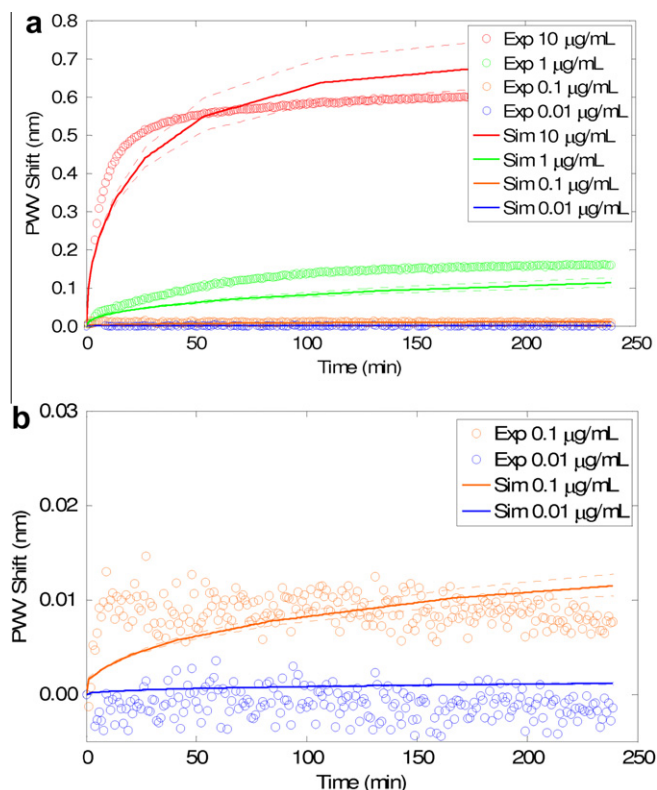 a
0.8
0.7
0.6
0.5
0.4
0.3
0.2
0.1
0.0
PWV Shift (nm)
Exp 10 μg/mL
Exp 1 μg/mL
Exp 0.1 μg/mL
Exp 0.01 μg/mL
Sim 10 μg/mL
Sim 1 μg/mL
Sim 0.1 μg/mL
Sim 0.01 μg/mL
0 50 100 150 200 250
Time (min)
b
0.03
0.02
0.01
0.00
PWV Shift (nm)
Exp 0.1 μg/mL
Exp 0.01 μg/mL
Sim 0.1 μg/mL
Sim 0.01 μg/mL
0 50 100 150 200 250
Time (min)